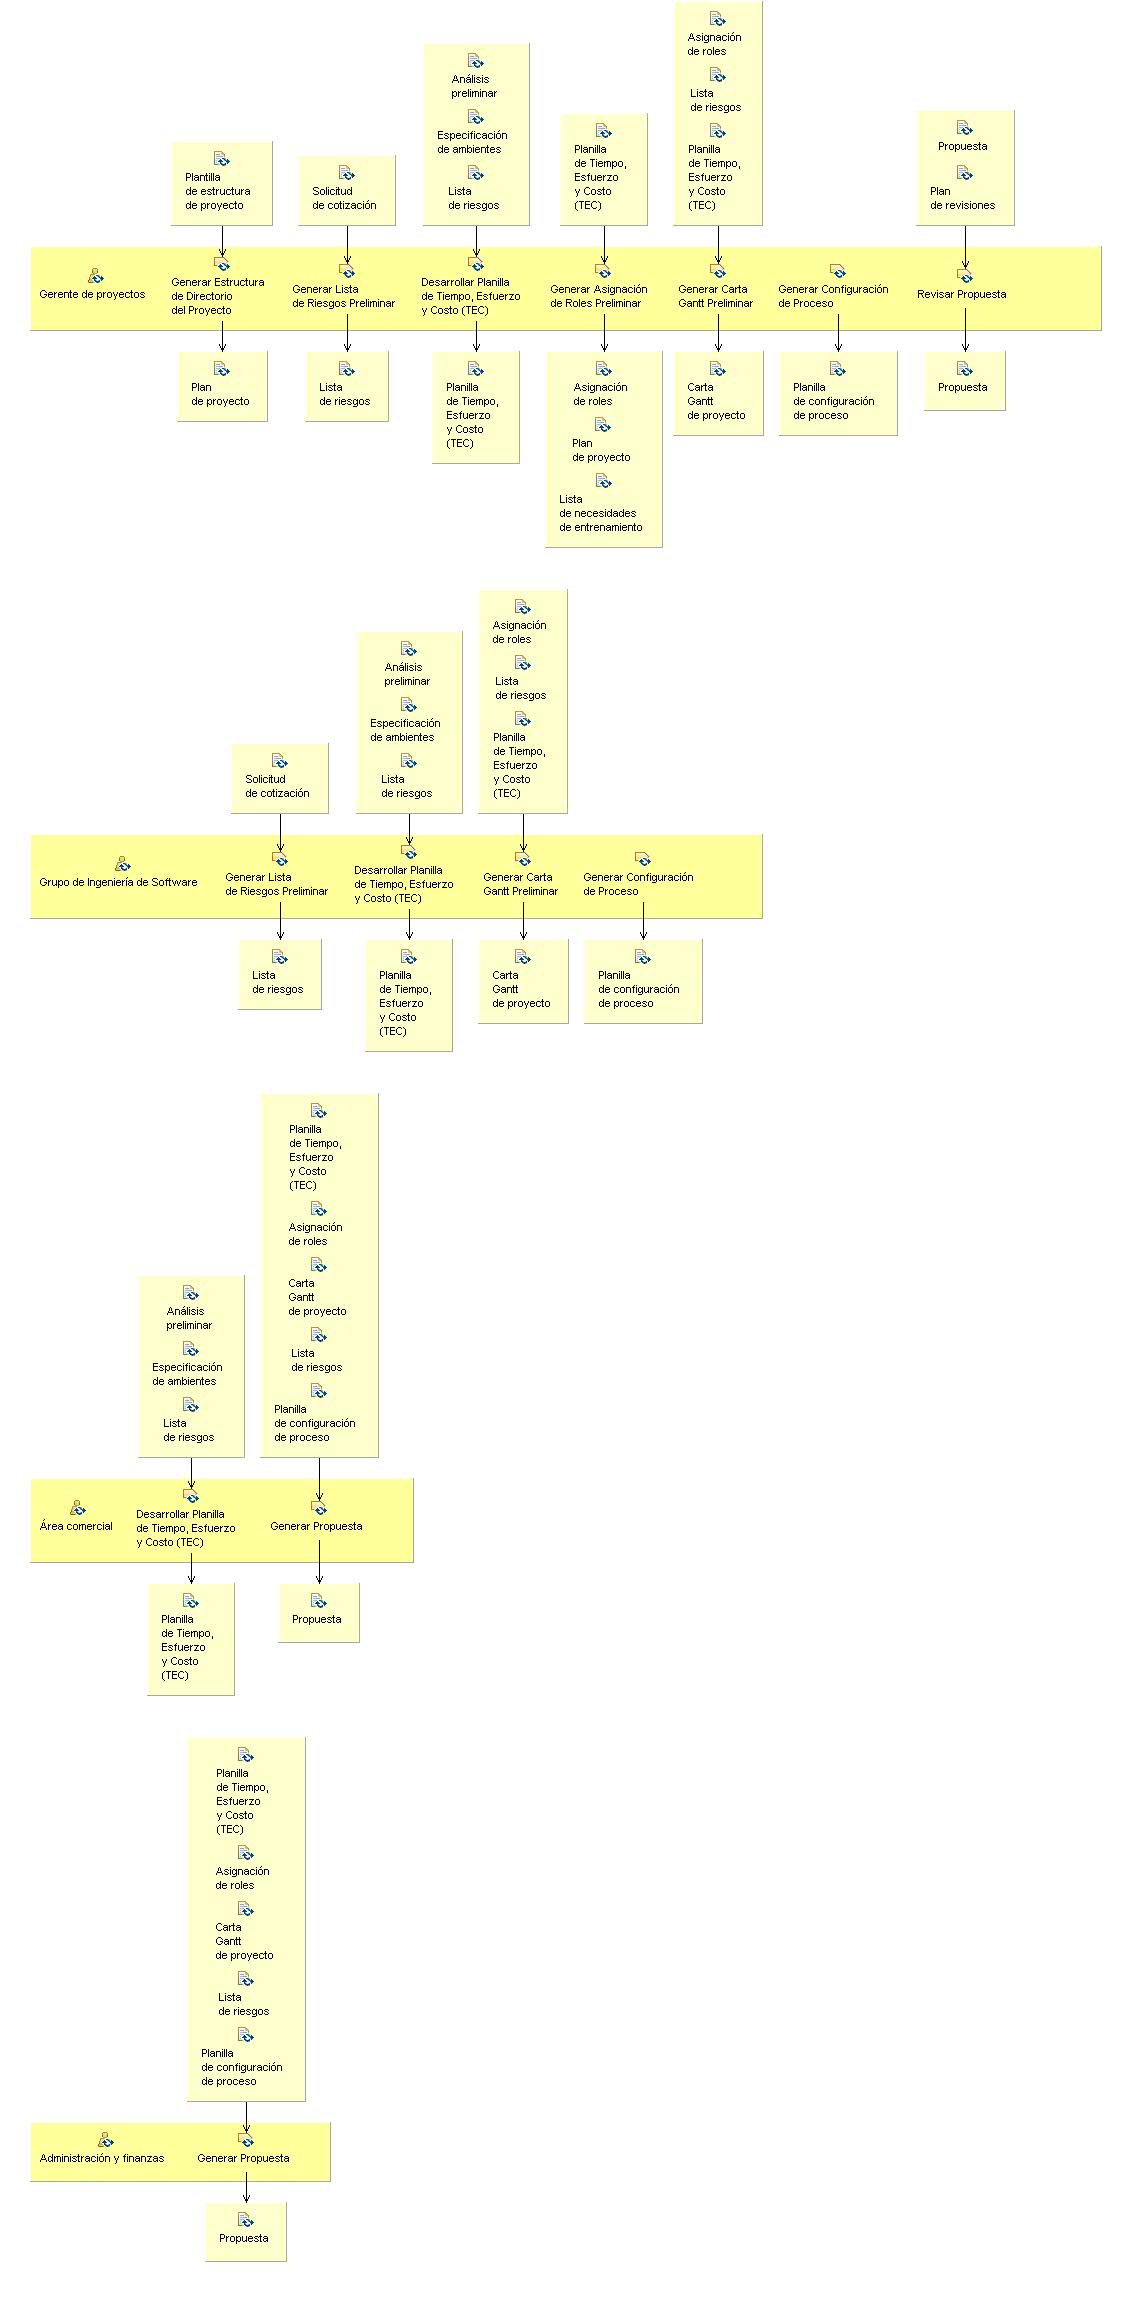 Plantilla
de estructura
de proyecto
Solicitud
de cotización
Análisis
preliminar
Especificación
de ambientes
Lista
de riesgos
Planilla
de Tiempo,
Esfuerzo
y Costo
(TEC)
Asignación
de roles
Lista
de riesgos
Planilla
de Tiempo,
Esfuerzo
y Costo
(TEC)
Propuesta
Plan
de revisiones
Gerente de proyectos
Generar Estructura
de Directorio
del Proyecto
Generar Lista
de Riesgos Preliminar
Desarrollar Planilla
de Tiempo, Esfuerzo
y Costo (TEC)
Generar Asignación
de Roles Preliminar
Generar Carta
Gantt Preliminar
Generar Configuración
de Proceso
Revisar Propuesta
Plan
de proyecto
Lista
de riesgos
Planilla
de Tiempo,
Esfuerzo
y Costo
(TEC)
Asignación
de roles
Plan
de proyecto
Lista
de necesidades
de entrenamiento
Carta
Gantt
de proyecto
Planilla
de configuración
de proceso
Propuesta
Solicitud
de cotización
Análisis
preliminar
Especificación
de ambientes
Lista
de riesgos
Asignación
de roles
Lista
de riesgos
Planilla
de Tiempo,
Esfuerzo
y Costo
(TEC)
Grupo de Ingeniería de Software
Generar Lista
de Riesgos Preliminar
Desarrollar Planilla
de Tiempo, Esfuerzo
y Costo (TEC)
Generar Carta
Gantt Preliminar
Generar Configuración
de Proceso
Lista
de riesgos
Planilla
de Tiempo,
Esfuerzo
y Costo
(TEC)
Carta
Gantt
de proyecto
Planilla
de configuración
de proceso
Análisis
preliminar
Especificación
de ambientes
Lista
de riesgos
Planilla
de Tiempo,
Esfuerzo
y Costo
(TEC)
Asignación
de roles
Carta
Gantt
de proyecto
Lista
de riesgos
Planilla
de configuración
de proceso
Área comercial
Desarrollar Planilla
de Tiempo, Esfuerzo
y Costo (TEC)
Generar Propuesta
Planilla
de Tiempo,
Esfuerzo
y Costo
(TEC)
Propuesta
Planilla
de Tiempo,
Esfuerzo
y Costo
(TEC)
Asignación
de roles
Carta
Gantt
de proyecto
Lista
de riesgos
Planilla
de configuración
de proceso
Administración y finanzas
Generar Propuesta
Propuesta